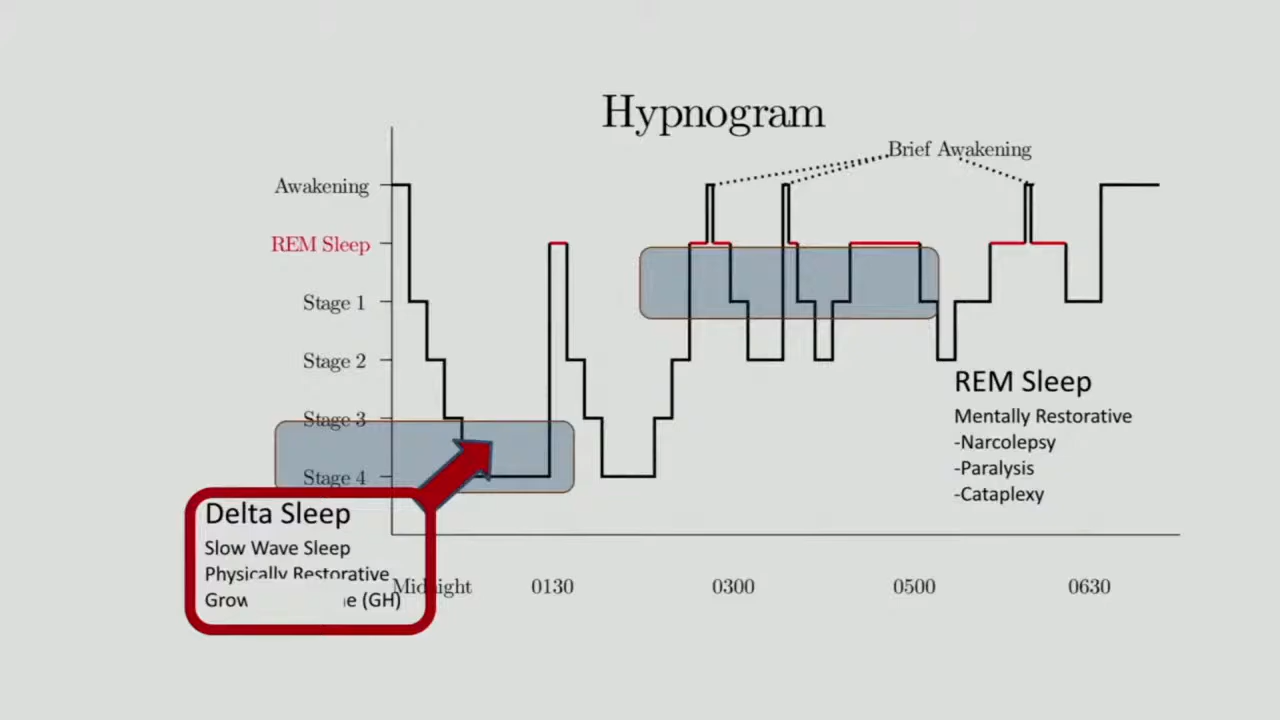 Hypnogram
Brief Awakening
Awakening
REM Sleep
Stage 1
Stage 2
Stage 3
Stage 4
REM Sleep
Mentally Restorative
-Narcolepsy
-Paralysis
-Cataplexy
Delta Sleep
Slow Wave Sleep
Physically Restorative
(GH)
Midnight 0130 0300 0500 0630